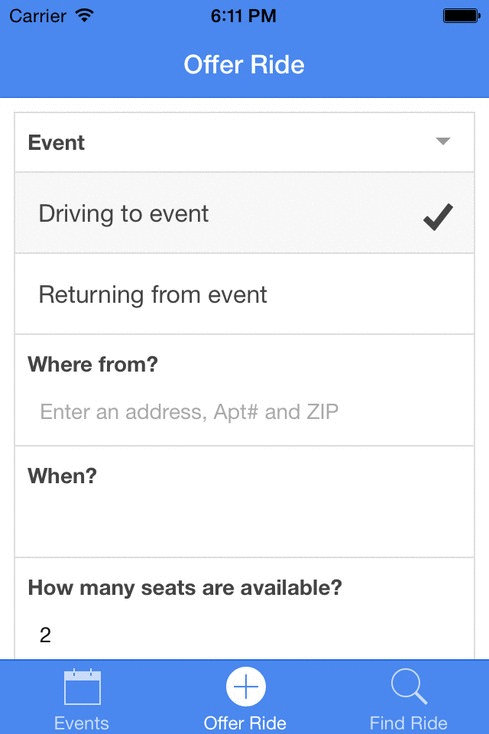 Carrier 6:11 PM
Offer Ride
Event
Driving to event
Returning from event
Where from?
Enter an address, Apt# and ZIP
When?
How many seats are available?
2
Events Offer Ride Find Ride